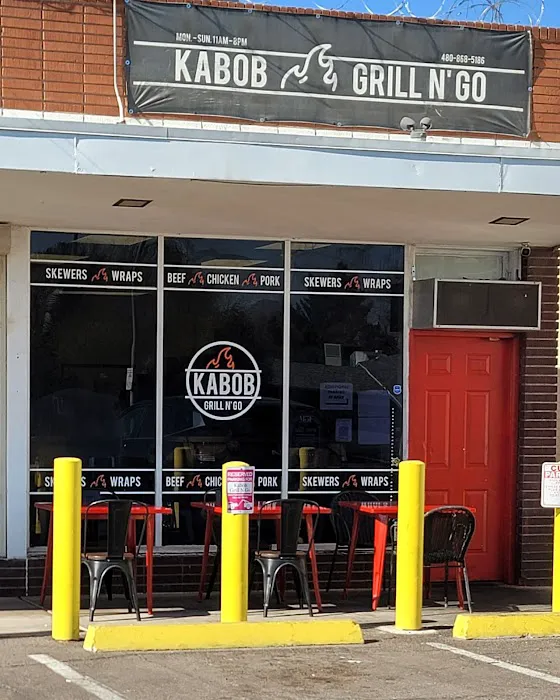 MON.-SUN. 11AM-8PM
480-868-5186
KABOB GRILL N' GO
SKEWERS WRAPS
BEEF CHICKEN PORK
SKEWERS WRAPS
KABOB
GRILL N' GO
WRAPS
BEEF PORK
SKEWERS WRAPS
RESERVED